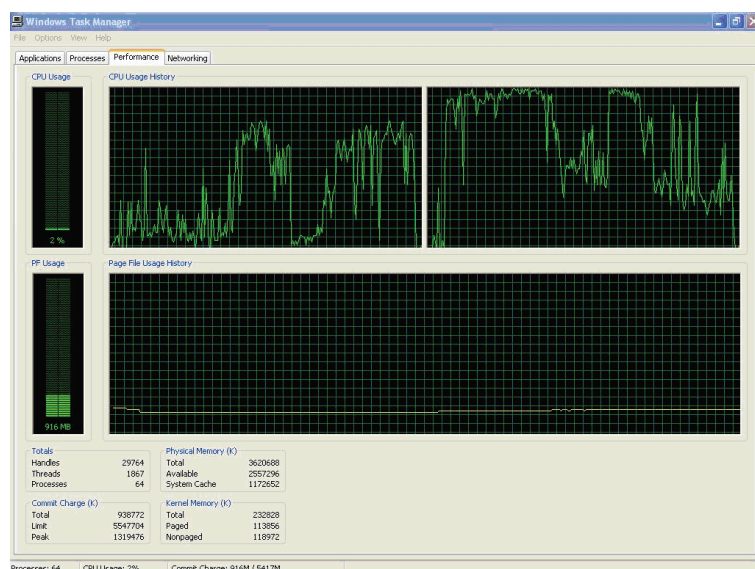 Windows Task Manager
File Options View Help
Applications Processes Performance Networking
CPU Usage CPU Usage History
2 %
PF Usage Page File Usage History
916 MB
Totals Physical Memory (K)
Handles 29764 Total 3620688
Threads 1867 Available 2557296
Processes 64 System Cache 1172652
Commit Charge (K) Kernel Memory (K)
Total 938772 Total 232828
Limit 5547704 Paged 113856
Peak 1319476 Nonpaged 118972
Processes: 64 CPU Usage: 2% Commit Charge: 916M / 5417M